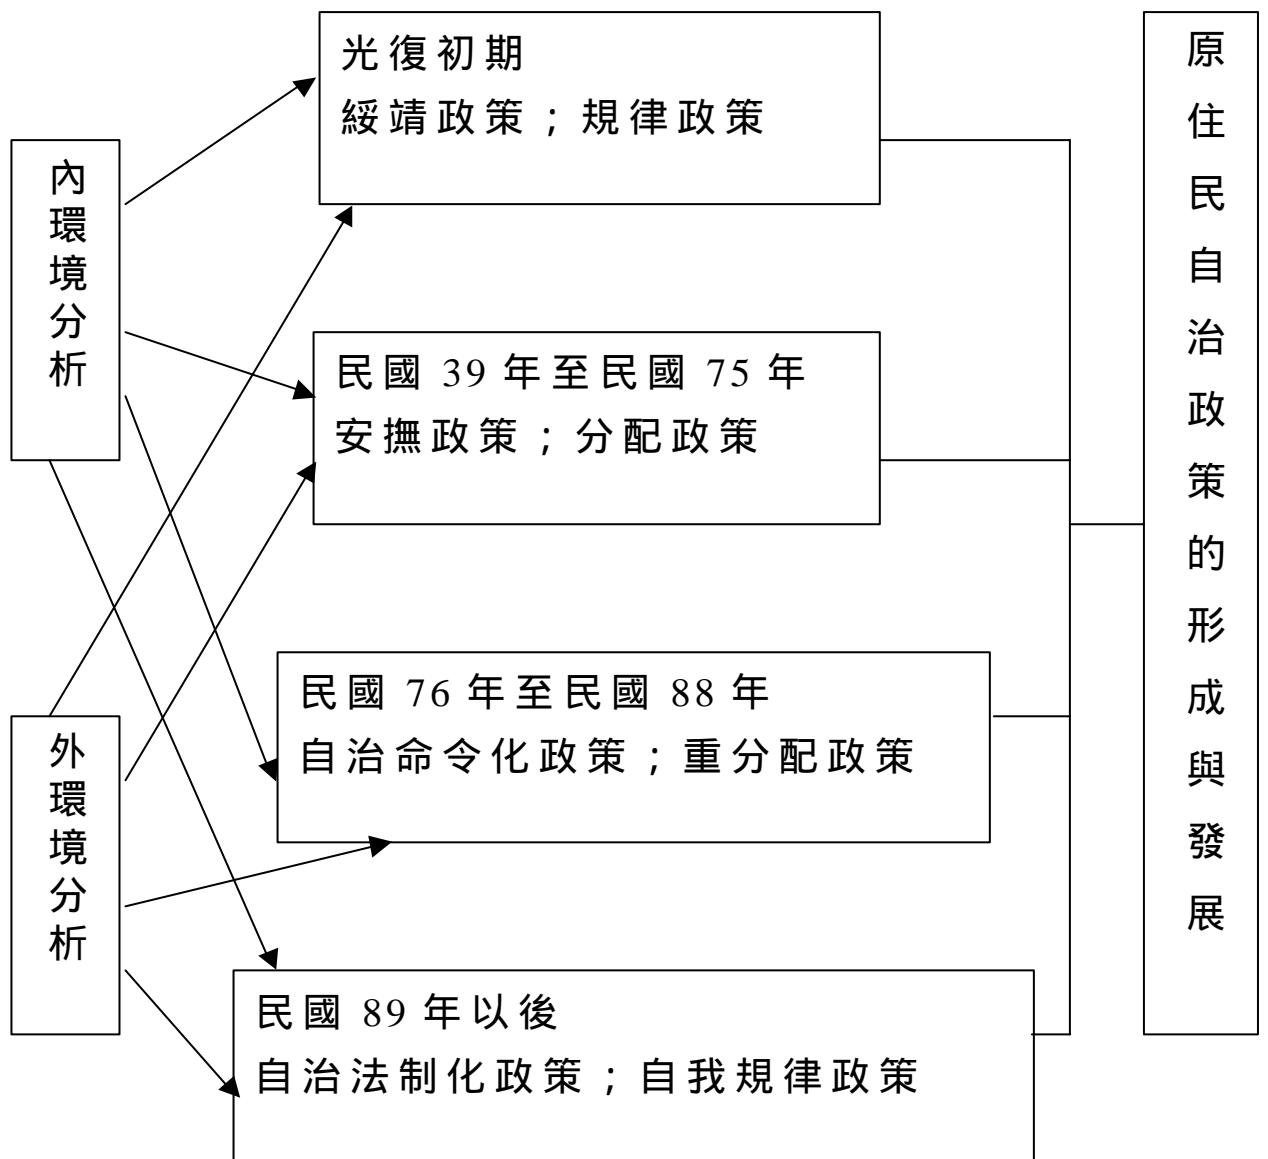 光復初期
綏靖政策；規律政策
內環境分析
民國 39 年至民國 75 年
安撫政策；分配政策
民國 76 年至民國 88 年
自治命令化政策；重分配政策
外環境分析
民國 89 年以後
自治法制化政策；自我規律政策
原住民自治政策的形成與發展